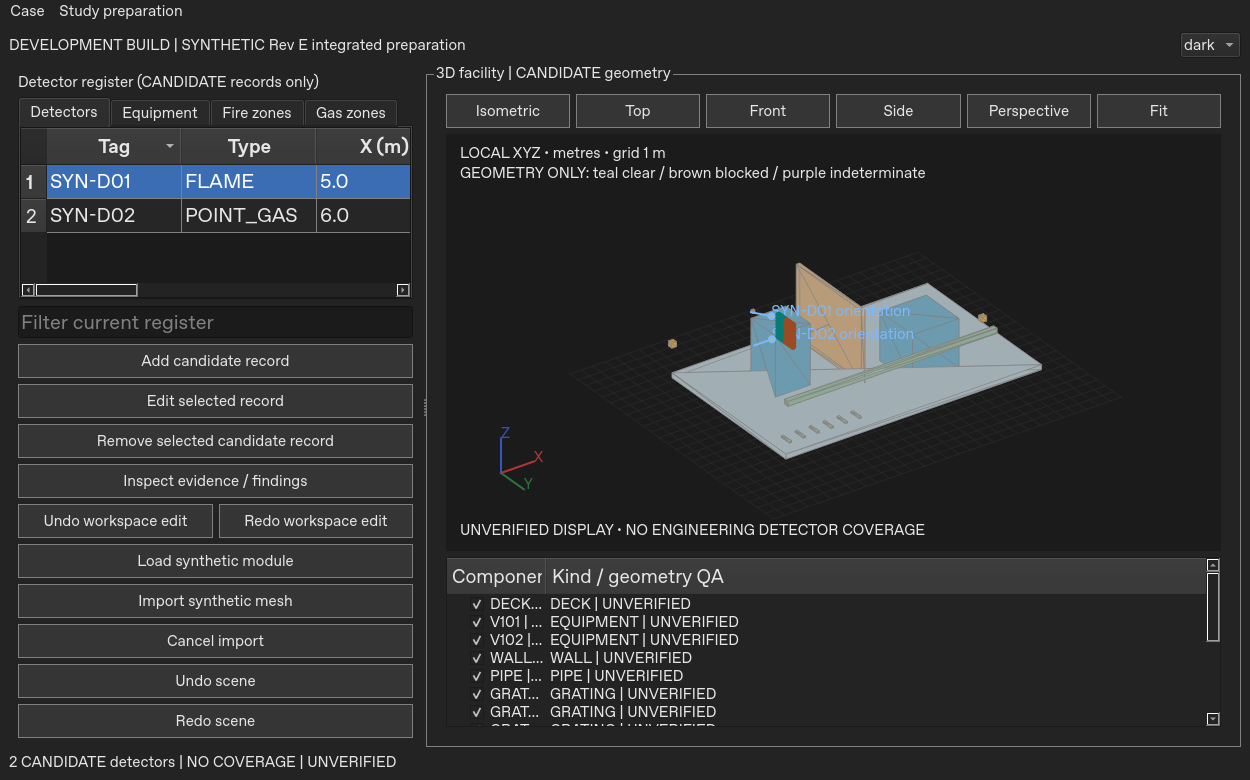 Case Study preparation
DEVELOPMENT BUILD | SYNTHETIC Rev E integrated preparation
dark
Detector register (CANDIDATE records only)
Detectors Equipment Fire zones Gas zones
Tag Type X (m)
1 SYN-D01 FLAME 5.0
2 SYN-D02 POINT_GAS 6.0
Filter current register
Add candidate record
Edit selected record
Remove selected candidate record
Inspect evidence / findings
Undo workspace edit Redo workspace edit
Load synthetic module
Import synthetic mesh
Cancel import
Undo scene
Redo scene
3D facility | CANDIDATE geometry
Isometric Top Front Side Perspective Fit
LOCAL XYZ • metres • grid 1 m
GEOMETRY ONLY: teal clear / brown blocked / purple indeterminate
SYN-D01 orientation
N-D02 orientation
Z
X
Y
UNVERIFIED DISPLAY • NO ENGINEERING DETECTOR COVERAGE
Componer Kind / geometry QA
DECK... DECK | UNVERIFIED
V101 | ... EQUIPMENT | UNVERIFIED
V102 |... EQUIPMENT | UNVERIFIED
WALL... WALL | UNVERIFIED
PIPE |... PIPE | UNVERIFIED
GRAT... GRATING | UNVERIFIED
GRAT... GRATING | UNVERIFIED
2 CANDIDATE detectors | NO COVERAGE | UNVERIFIED